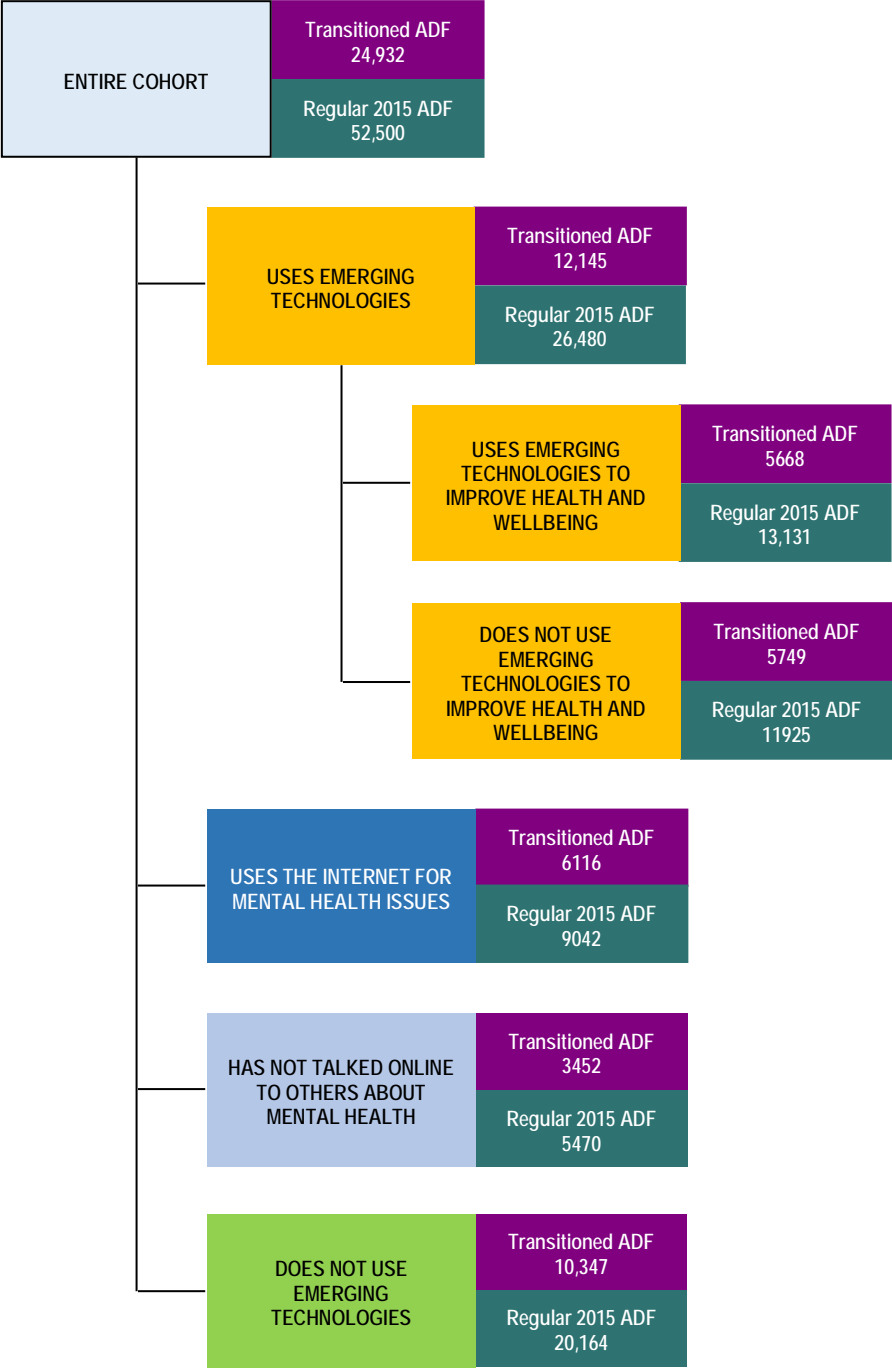 ENTIRE COHORT
Transitioned ADF
24,932
Regular 2015 ADF
52,500
USES EMERGING
TECHNOLOGIES
Transitioned ADF
12,145
Regular 2015 ADF
26,480
USES EMERGING
TECHNOLOGIES TO
IMPROVE HEALTH AND
WELLBEING
Transitioned ADF
5668
Regular 2015 ADF
13,131
DOES NOT USE
EMERGING
TECHNOLOGIES TO
IMPROVE HEALTH AND
WELLBEING
Transitioned ADF
5749
Regular 2015 ADF
11925
USES THE INTERNET FOR
MENTAL HEALTH ISSUES
Transitioned ADF
6116
Regular 2015 ADF
9042
HAS NOT TALKED ONLINE
TO OTHERS ABOUT
MENTAL HEALTH
Transitioned ADF
3452
Regular 2015 ADF
5470
DOES NOT USE
EMERGING
TECHNOLOGIES
Transitioned ADF
10,347
Regular 2015 ADF
20,164